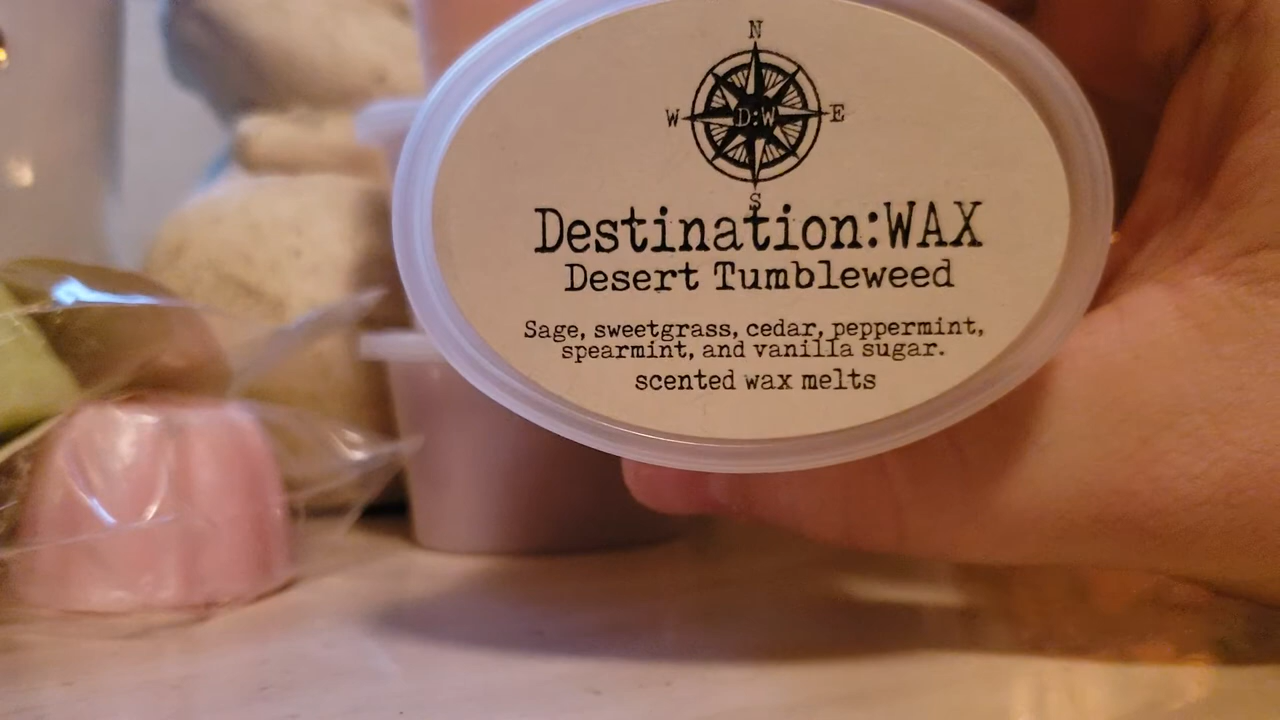 N
W D:W E
S
Destination:WAX
Desert Tumbleweed
Sage, sweetgrass, cedar, peppermint,
spearmint, and vanilla sugar.
scented wax melts